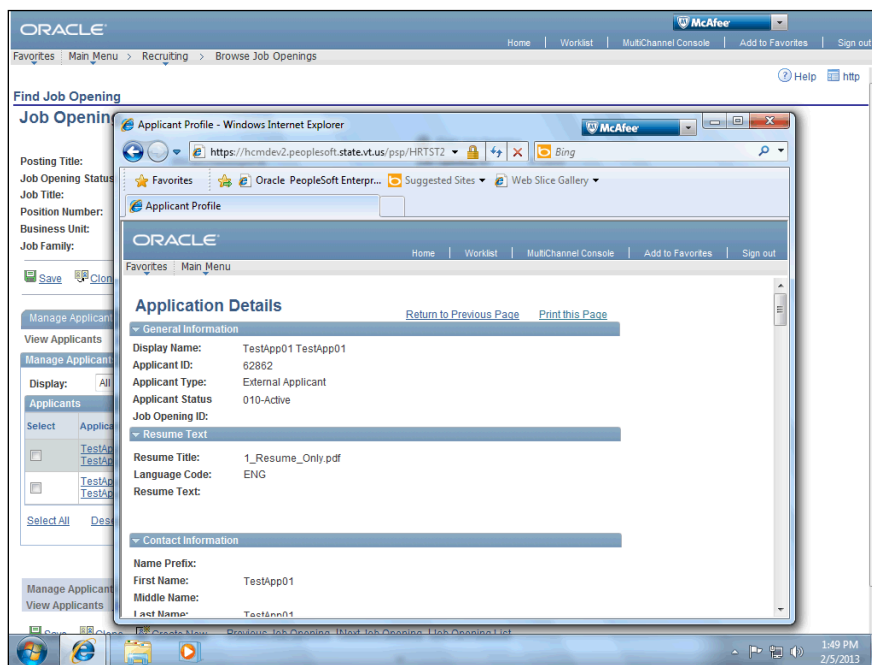 ORACLE
McAfee
Home | Worklist | MultiChannel Console | Add to Favorites | Sign out
Favorites Main Menu > Recruiting > Browse Job Openings
Help http
Find Job Opening
Job Opening
Posting Title:
Job Opening Status
Job Title:
Position Number:
Business Unit:
Job Family:
Save Clon
Manage Applicant
View Applicants
Manage Applicant
Display: All
Applicants
Select Applica
TestAp
TestAp
TestAp
TestAp
Select All Dese
Manage Applicant
View Applicants
Save Clone Create New Previous Job Opening Next Job Opening Job Opening List
Applicant Profile - Windows Internet Explorer
McAfee
https://hcmdev2.peoplesoft.state.vt.us/psp/HRTST2 Bing
Favorites Oracle PeopleSoft Enterpr... Suggested Sites Web Slice Gallery
Applicant Profile
ORACLE
Home | Worklist | MultiChannel Console | Add to Favorites | Sign out
Favorites Main Menu
Application Details
Return to Previous Page Print this Page
General Information
Display Name: TestApp01 TestApp01
Applicant ID: 62862
Applicant Type: External Applicant
Applicant Status 010-Active
Job Opening ID:
Resume Text
Resume Title: 1_Resume_Only.pdf
Language Code: ENG
Resume Text:
Contact Information
Name Prefix:
First Name: TestApp01
Middle Name:
Last Name: TestApp01
1:49 PM
2/5/2013